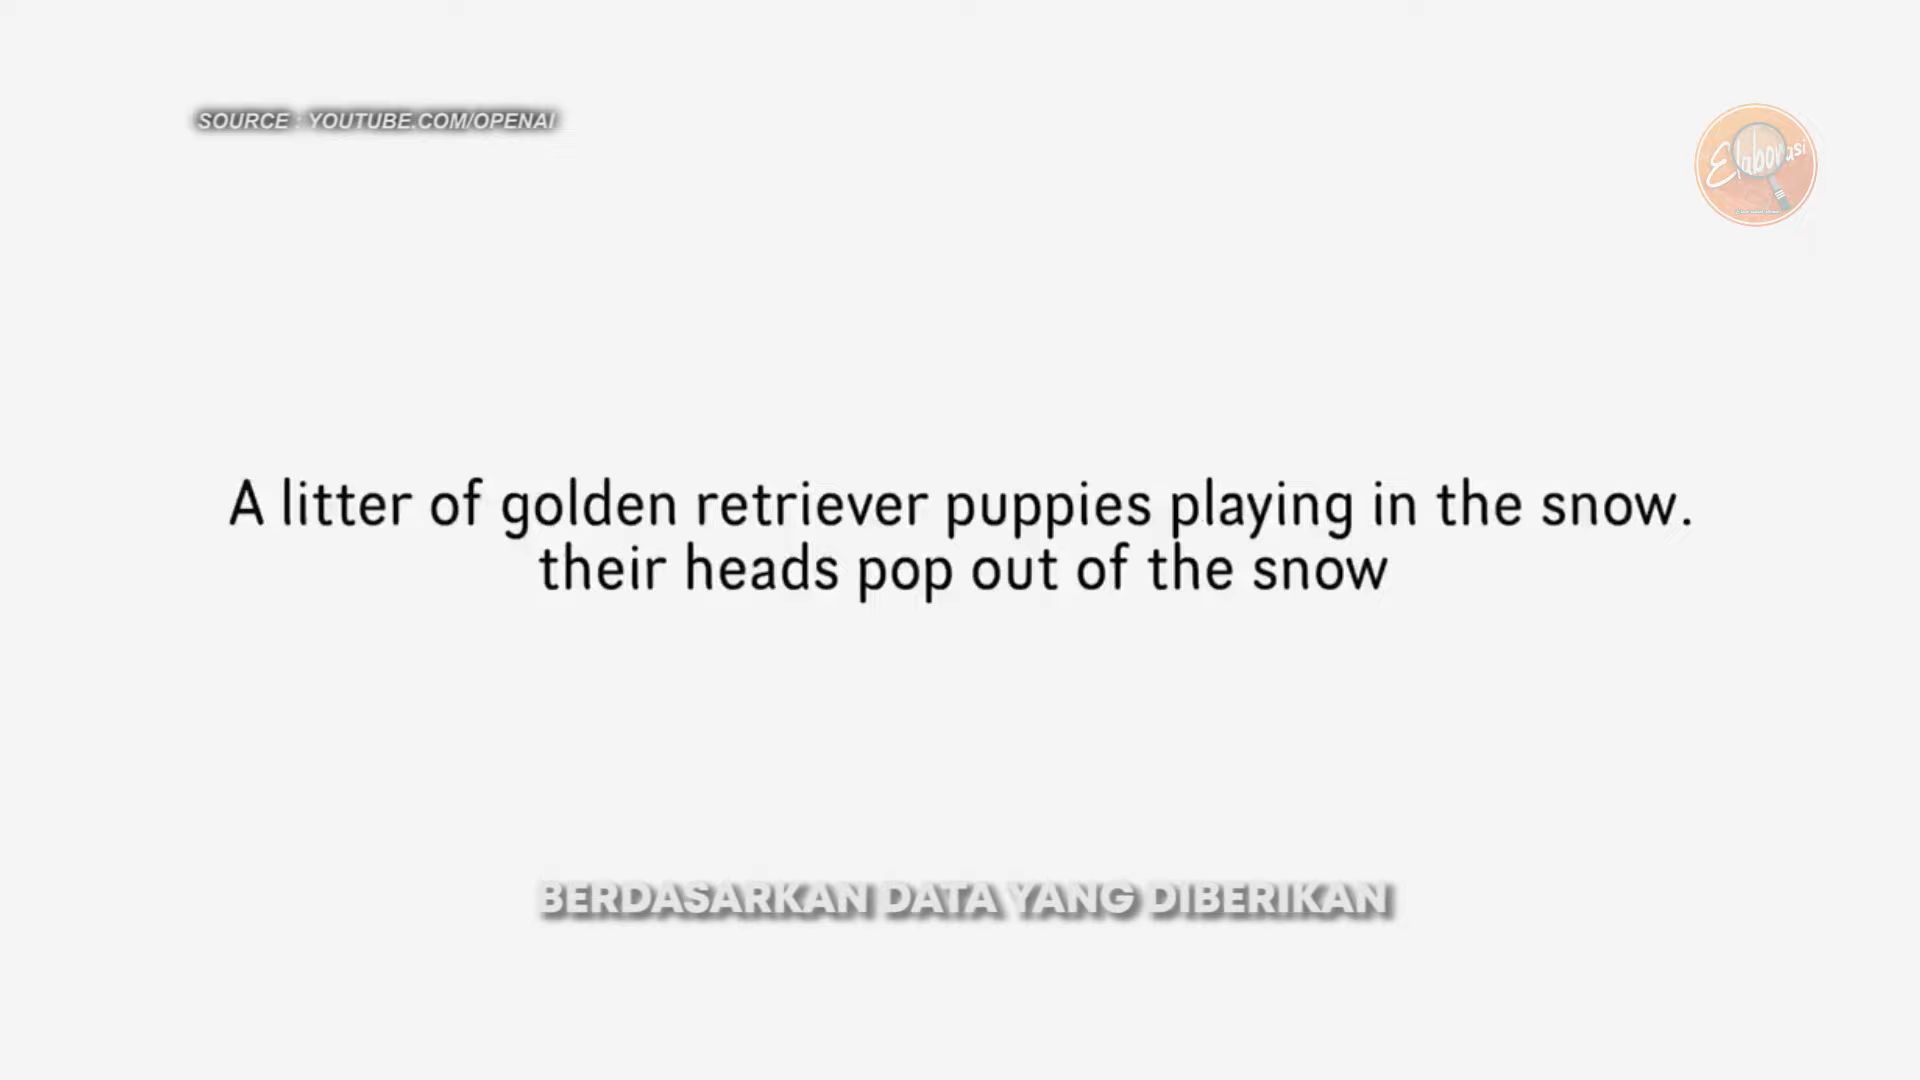 SOURCE : YOUTUBE.COM/OPENAI
Elaborasi
A litter of golden retriever puppies playing in the snow.
their heads pop out of the snow
BERDASARKAN DATA YANG DIBERIKAN